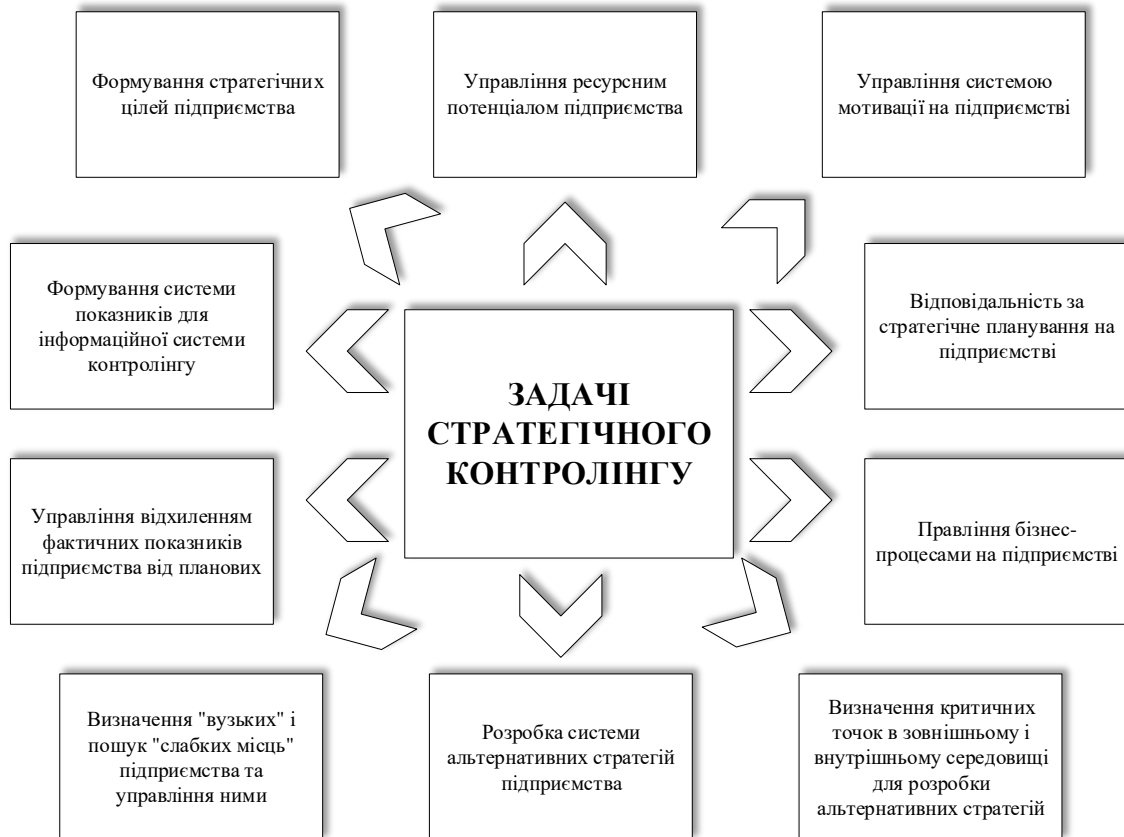 Формування стратегічних
цілей підприємства
Управління ресурсним
потенціалом підприємства
Управління системою
мотивації на підприємстві
Формування системи
показників для
інформаційної системи
контролінгу
ЗАДАЧІ
СТРАТЕГІЧНОГО
КОНТРОЛІНГУ
Відповідальність за
стратегічне планування на
підприємстві
Управління відхиленням
фактичних показників
підприємства від планових
Правління бізнес-
процесами на підприємстві
Визначення "вузьких" і
пошук "слабких місць"
підприємства та
управління ними
Розробка системи
альтернативних стратегій
підприємства
Визначення критичних
точок в зовнішньому і
внутрішньому середовищі
для розробки
альтернативних стратегій